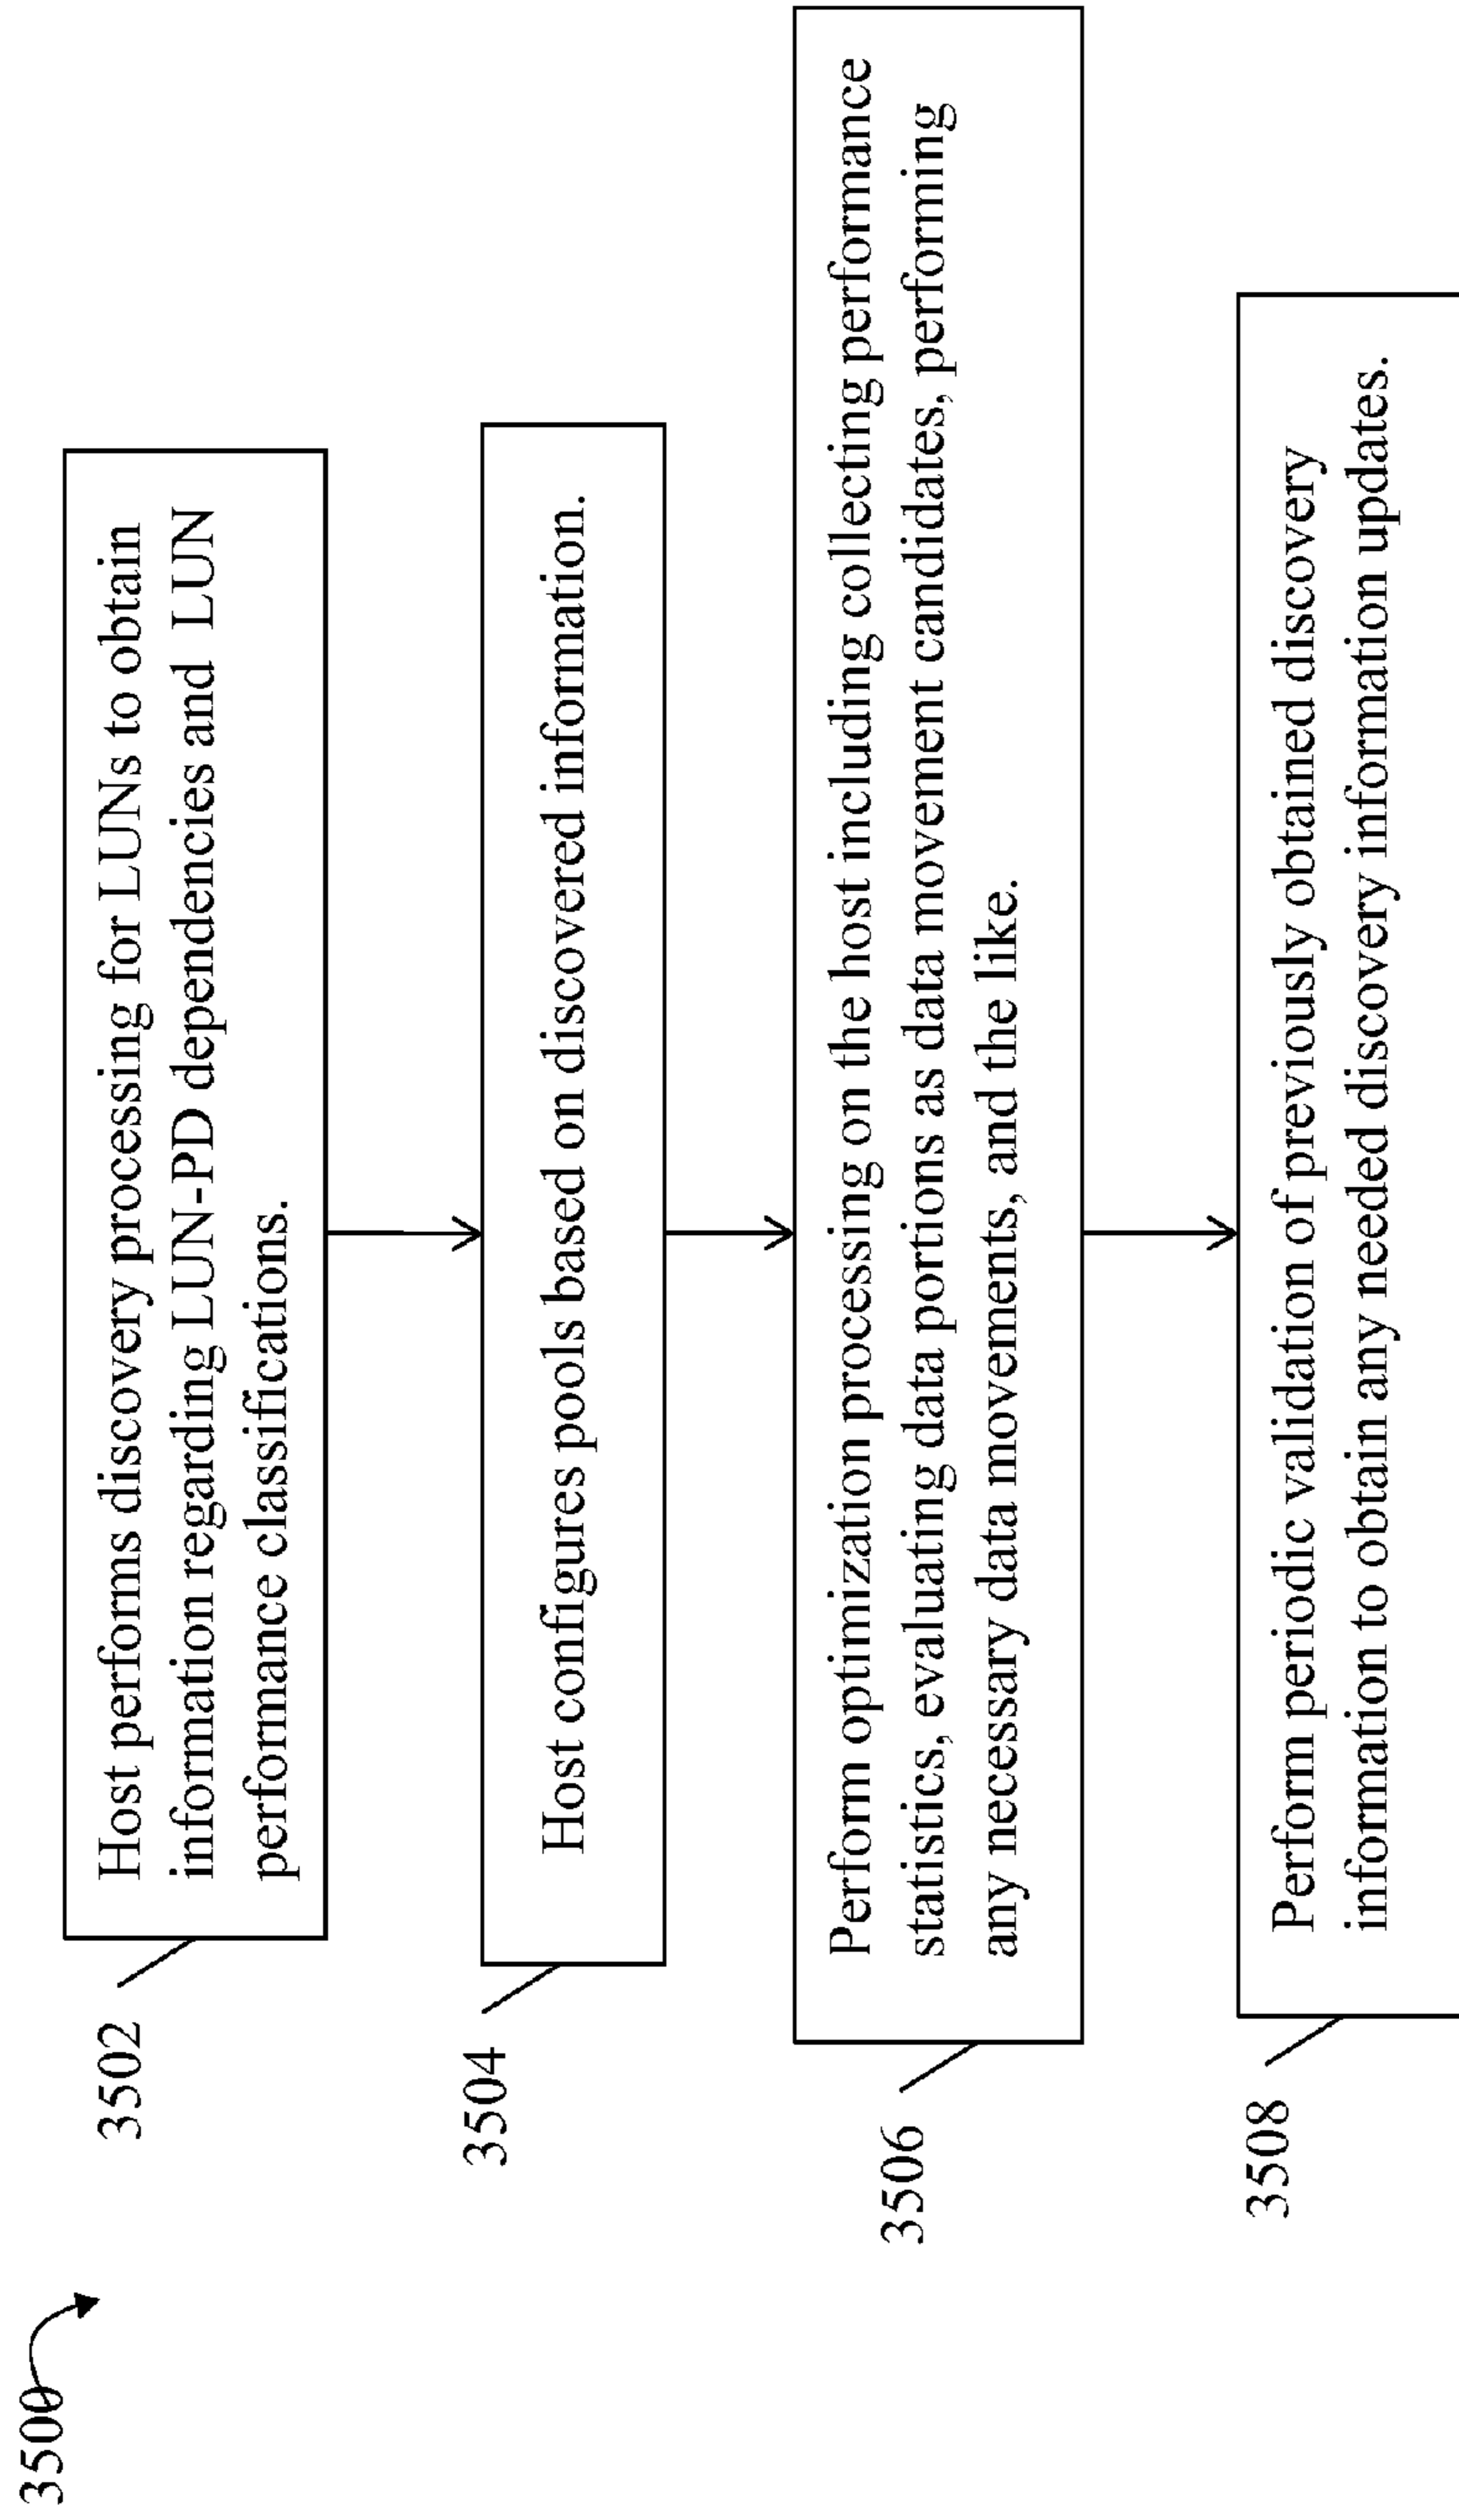 3500
3502
Host performs discovery processing for LUNs to obtain
information regarding LUN-PD dependencies and LUN
performance classifications.
3504
Host configures pools based on discovered information.
3506
Perform optimization processing on the host including collecting performance
statistics, evaluating data portions as data movement candidates, performing
any necessary data movements, and the like.
3508
Perform periodic validation of previously obtained discovery
information to obtain any needed discovery information updates.